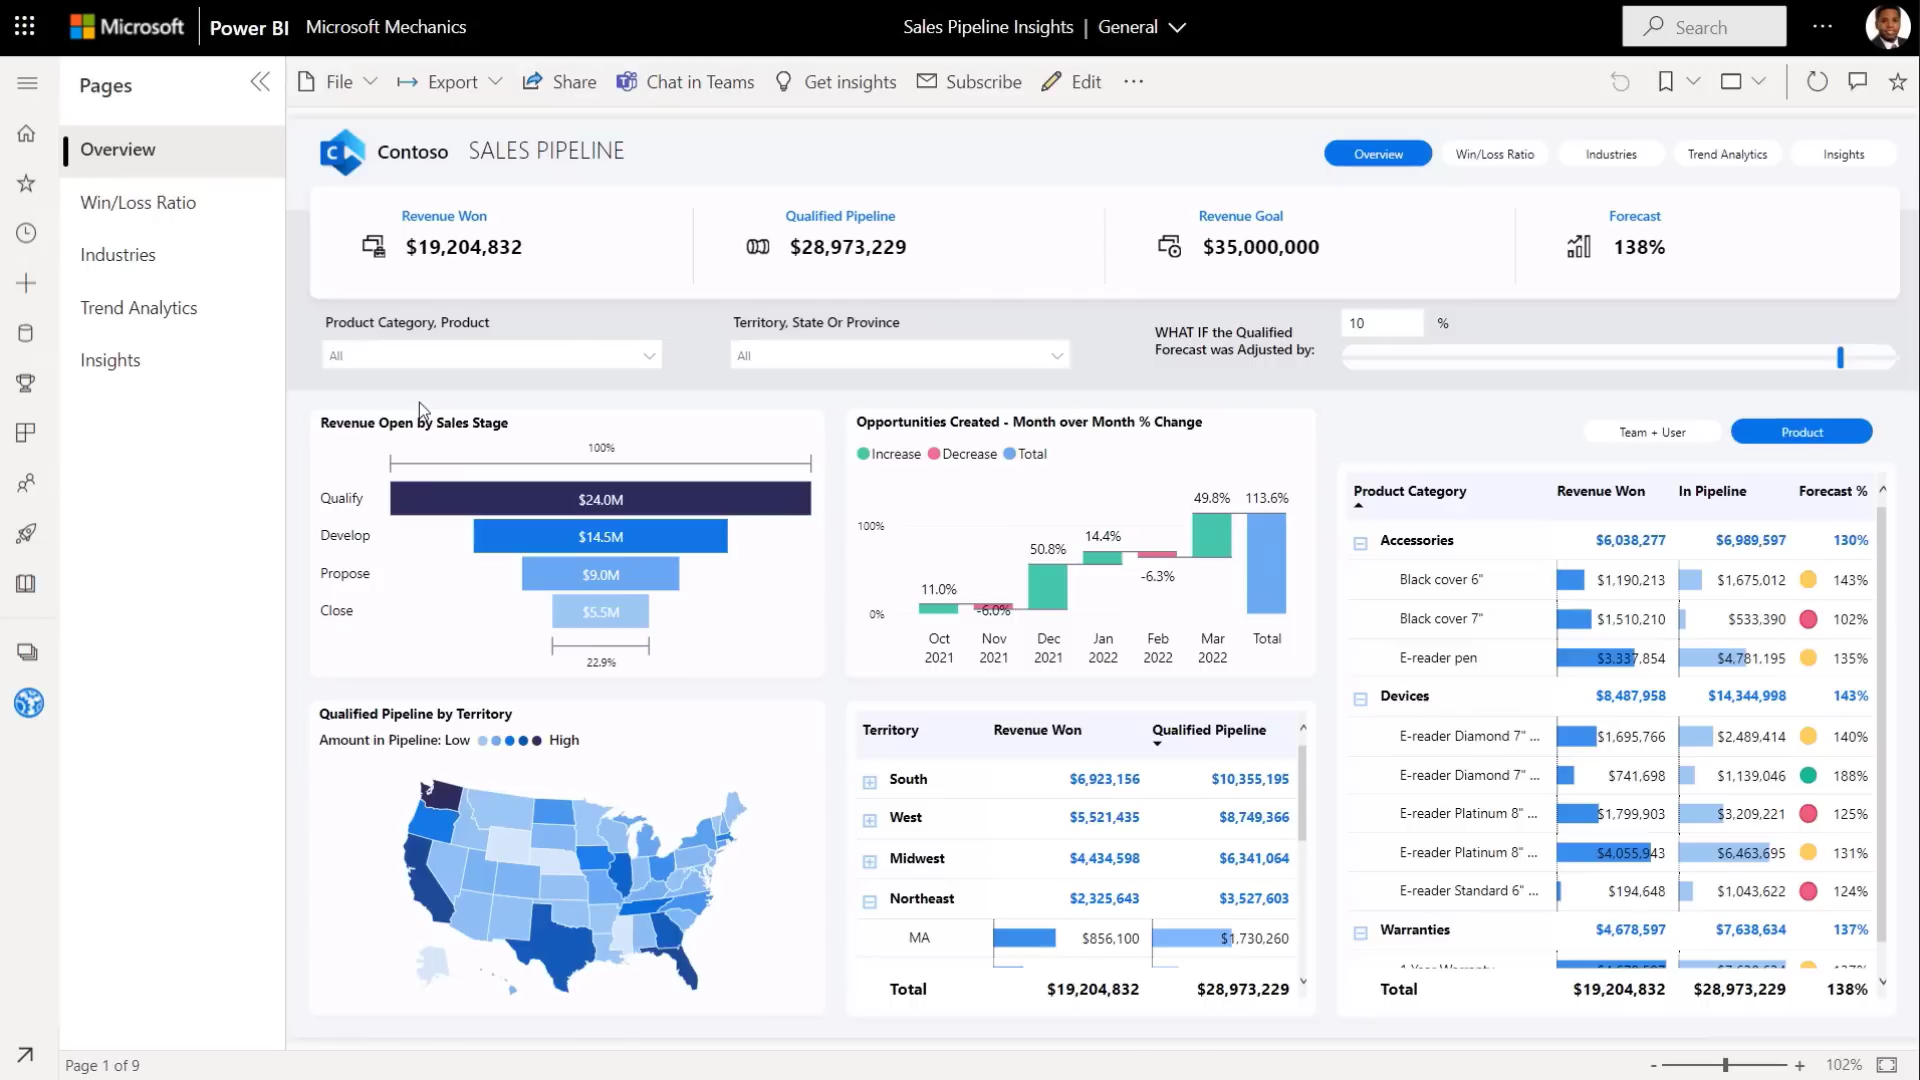 Microsoft Power BI Microsoft Mechanics
Sales Pipeline Insights | General
Search
Pages
File Export Share Chat in Teams Get insights Subscribe Edit
Overview
Win/Loss Ratio
Industries
Trend Analytics
Insights
Contoso SALES PIPELINE
Overview Win/Loss Ratio Industries Trend Analytics Insights
Revenue Won
$19,204,832
Qualified Pipeline
$28,973,229
Revenue Goal
$35,000,000
Forecast
138%
Product Category, Product
All
Territory, State Or Province
All
WHAT IF the Qualified
Forecast was Adjusted by:
10 %
Revenue Open by Sales Stage
100%
Qualify $24.0M
Develop $14.5M
Propose $9.0M
Close $5.5M
22.9%
Opportunities Created - Month over Month % Change
Increase Decrease Total
100%
0%
11.0% -6.0% 50.8% 14.4% -6.3% 49.8% 113.6%
Oct Nov Dec Jan Feb Mar Total
2021 2021 2021 2022 2022 2022
Team + User Product
Product Category Revenue Won In Pipeline Forecast %
Accessories $6,038,277 $6,989,597 130%
Black cover 6" $1,190,213 $1,675,012 143%
Black cover 7" $1,510,210 $533,390 102%
E-reader pen $3,337,854 $4,781,195 135%
Devices $8,487,958 $14,344,998 143%
E-reader Diamond 7" ... $1,695,766 $2,489,414 140%
E-reader Diamond 7" ... $741,698 $1,139,046 188%
E-reader Platinum 8" ... $1,799,903 $3,209,221 125%
E-reader Platinum 8" ... $4,055,943 $6,463,695 131%
E-reader Standard 6" ... $194,648 $1,043,622 124%
Warranties $4,678,597 $7,638,634 137%
Total $19,204,832 $28,973,229 138%
Qualified Pipeline by Territory
Amount in Pipeline: Low High
Territory Revenue Won Qualified Pipeline
South $6,923,156 $10,355,195
West $5,521,435 $8,749,366
Midwest $4,434,598 $6,341,064
Northeast $2,325,643 $3,527,603
MA $856,100 $1,730,260
Total $19,204,832 $28,973,229
Page 1 of 9
- + 102%